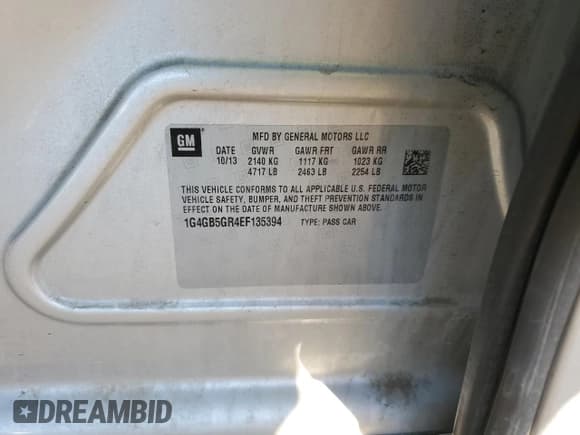 GM
MFD BY GENERAL MOTORS LLC
DATE GVWR GAWR FRT GAWR RR
10/13 2140 KG 1117 KG 1023 KG
4717 LB 2463 LB 2254 LB
THIS VEHICLE CONFORMS TO ALL APPLICABLE U.S. FEDERAL MOTOR
VEHICLE SAFETY, BUMPER, AND THEFT PREVENTION STANDARDS IN
EFFECT ON THE DATE OF MANUFACTURE SHOWN ABOVE.
1G4GB5GR4EF135394 TYPE: PASS CAR
DREAMBID